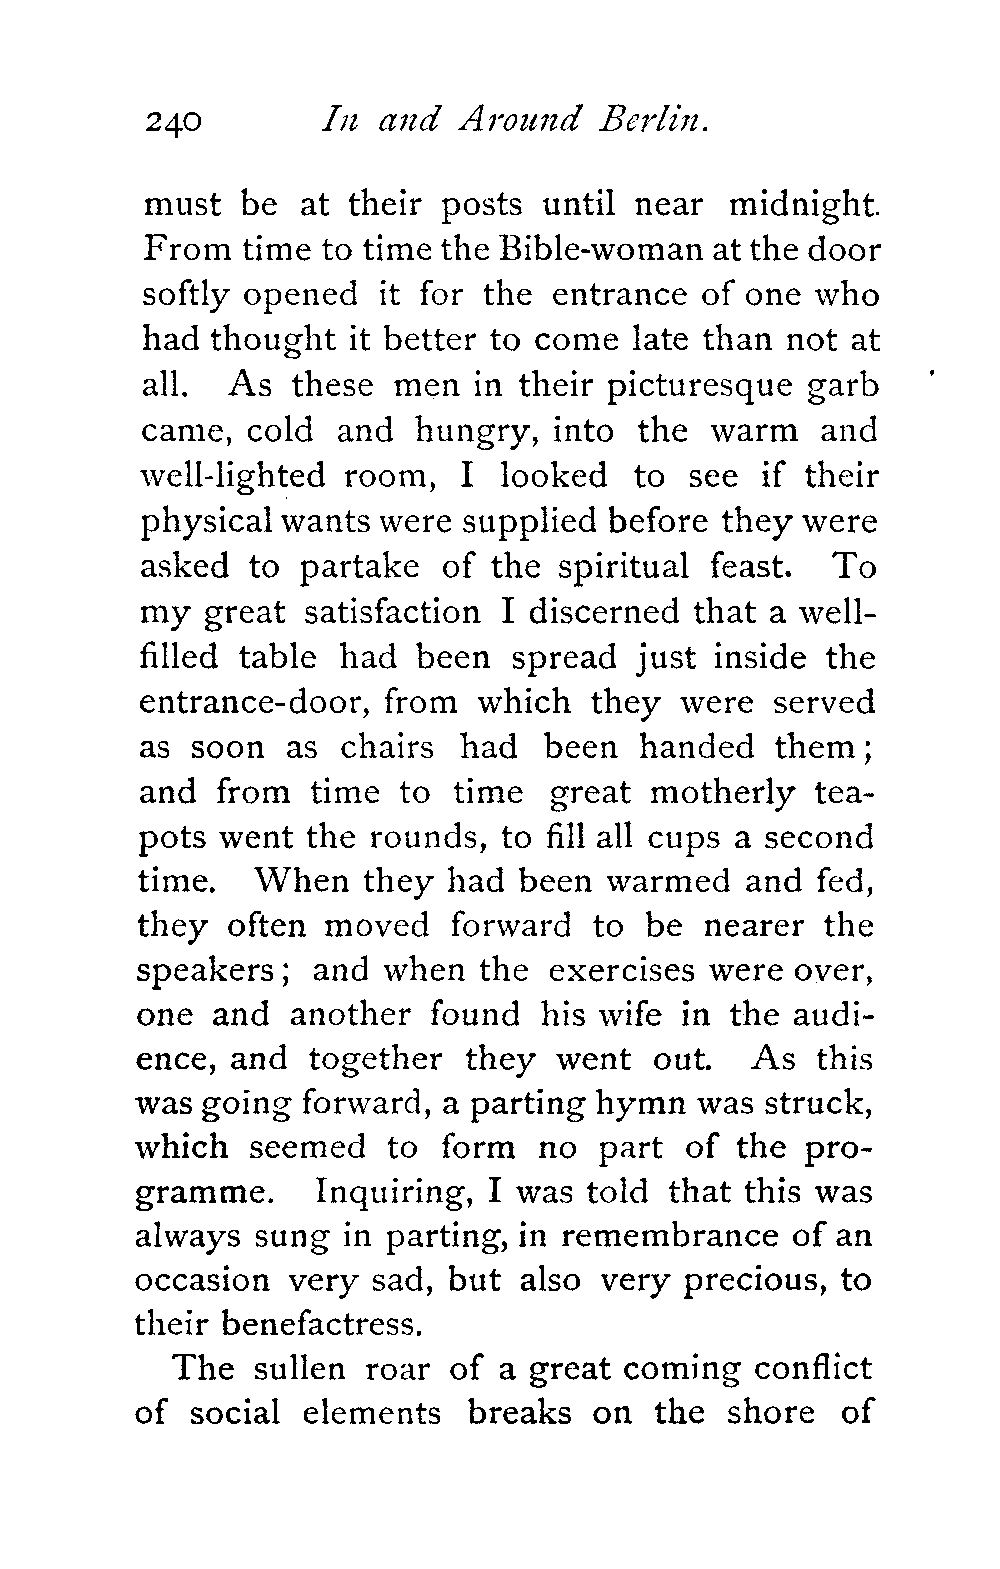 240 In and Around Berlin.
must be at their posts until near midnight.
From time to time the Bible-woman at the door
softly opened it for the entrance of one who
had thought it better to come late than not at
all. As these men in their picturesque garb
came, cold and hungry, into the warm and
well-lighted room, I looked to see if their
physical wants were supplied before they were
asked to partake of the spiritual feast. To
my great satisfaction I discerned that a well-
filled table had been spread just inside the
entrance-door, from which they were served
as soon as chairs had been handed them;
and from time to time great motherly tea-
pots went the rounds, to fill all cups a second
time. When they had been warmed and fed,
they often moved forward to be nearer the
speakers; and when the exercises were over,
one and another found his wife in the audi-
ence, and together they went out. As this
was going forward, a parting hymn was struck,
which seemed to form no part of the pro-
gramme. Inquiring, I was told that this was
always sung in parting, in remembrance of an
occasion very sad, but also very precious, to
their benefactress.
The sullen roar of a great coming conflict
of social elements breaks on the shore of